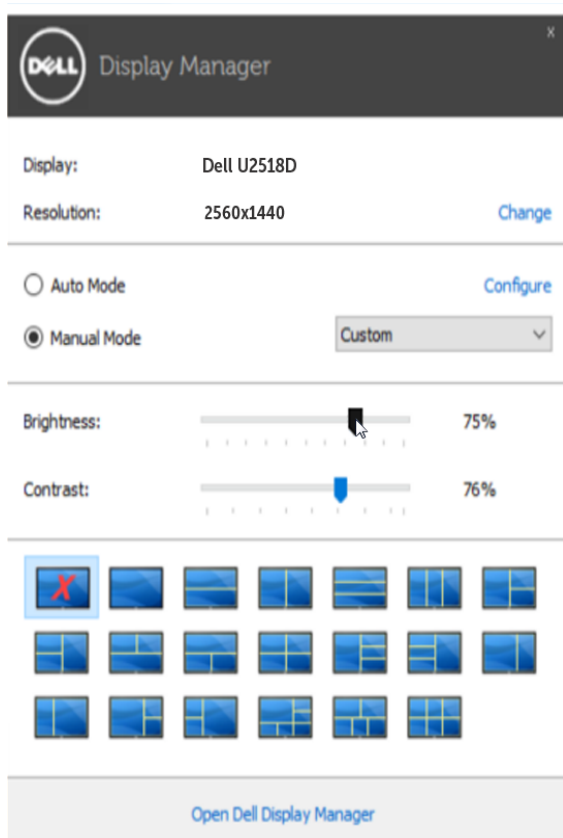 DELL Display Manager x
Display: Dell U2518D
Resolution: 2560x1440 Change
Auto Mode Configure
Manual Mode Custom
Brightness: 75%
Contrast: 76%
X
Open Dell Display Manager